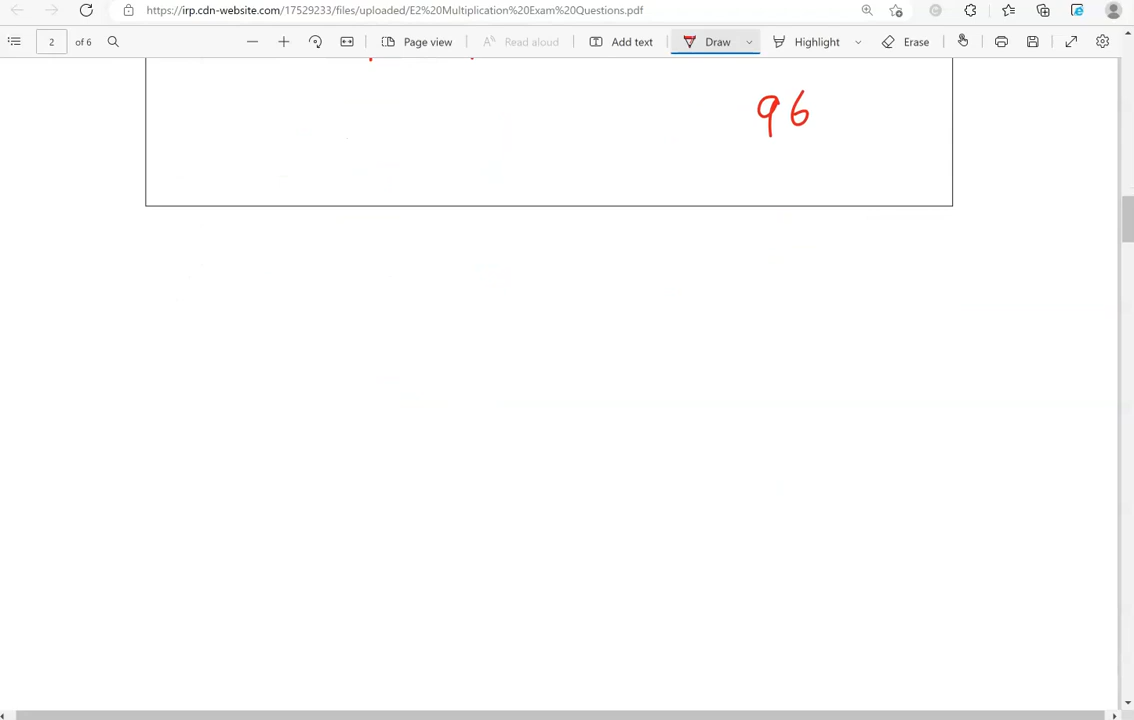 https://irp.cdn-website.com/17529233/files/uploaded/E2%20Multiplication%20Exam%20Questions.pdf
2 of 6 Page view Read aloud Add text Draw Highlight Erase
96